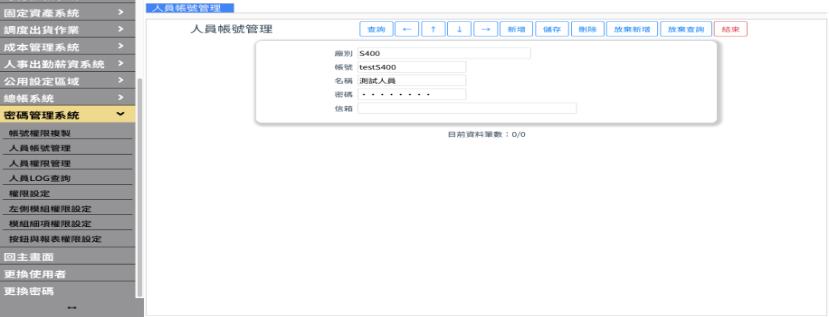 固定資產系統 >
調度出貨作業 >
成本管理系統 >
人事出勤薪資系統 >
公用設定區域 >
總帳系統 >
密碼管理系統
帳號權限複製
人員帳號管理
人員權限管理
人員LOG查詢
權限設定
左側模組權限設定
模組細項權限設定
按鈕與報表權限設定
回主畫面
更換使用者
更換密碼
↔
人員帳號管理
人員帳號管理 查詢 ← ↑ ↓ → 新增 儲存 刪除 放棄新增 放棄查詢 結束
廠別 S400
帳號 testS400
名稱 測試人員
密碼 ・・・・・・・・
信箱
目前資料筆數：0/0